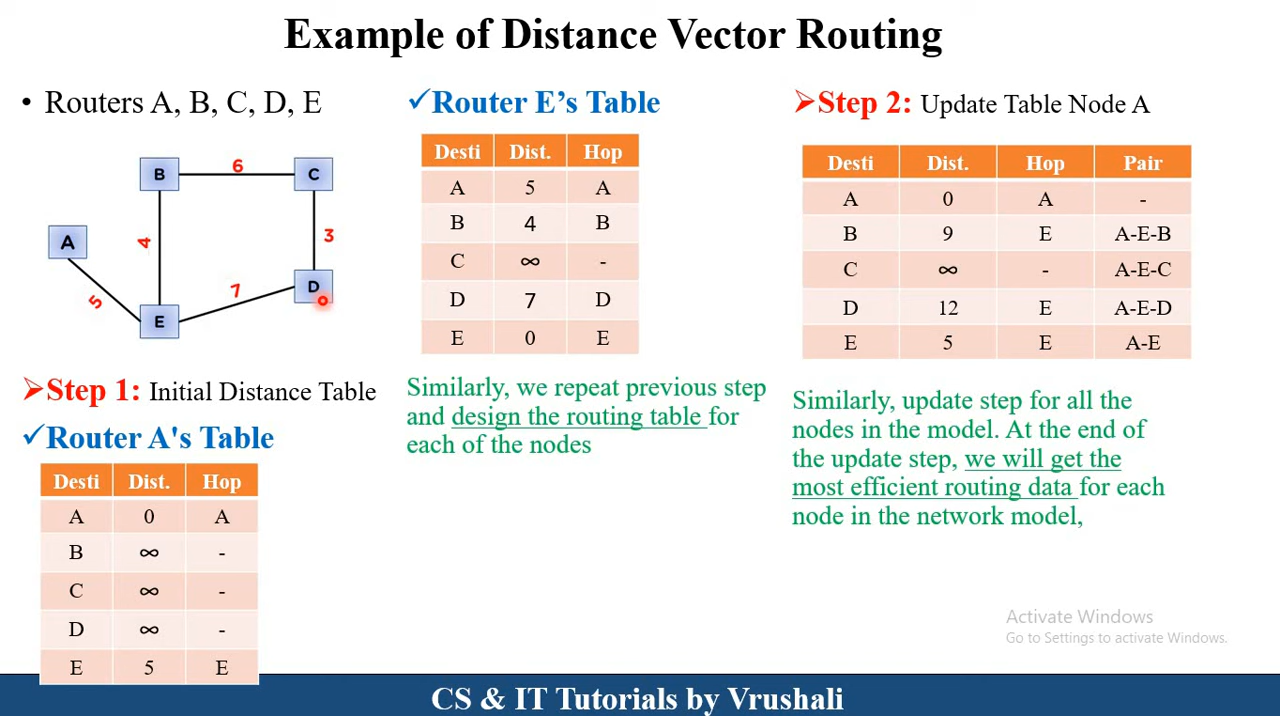 Example of Distance Vector Routing
• Routers A, B, C, D, E
B 6 C
A 4 3
5 7 D
E
➢Step 1: Initial Distance Table
✓Router A's Table
Desti Dist. Hop
A 0 A
B ∞ -
C ∞ -
D ∞ -
E 5 E
✓Router E’s Table
Desti Dist. Hop
A 5 A
B 4 B
C ∞ -
D 7 D
E 0 E
Similarly, we repeat previous step
and design the routing table for
each of the nodes
➢Step 2: Update Table Node A
Desti Dist. Hop Pair
A 0 A -
B 9 E A-E-B
C ∞ - A-E-C
D 12 E A-E-D
E 5 E A-E
Similarly, update step for all the
nodes in the model. At the end of
the update step, we will get the
most efficient routing data for each
node in the network model,
Activate Windows
Go to Settings to activate Windows.
CS & IT Tutorials by Vrushali